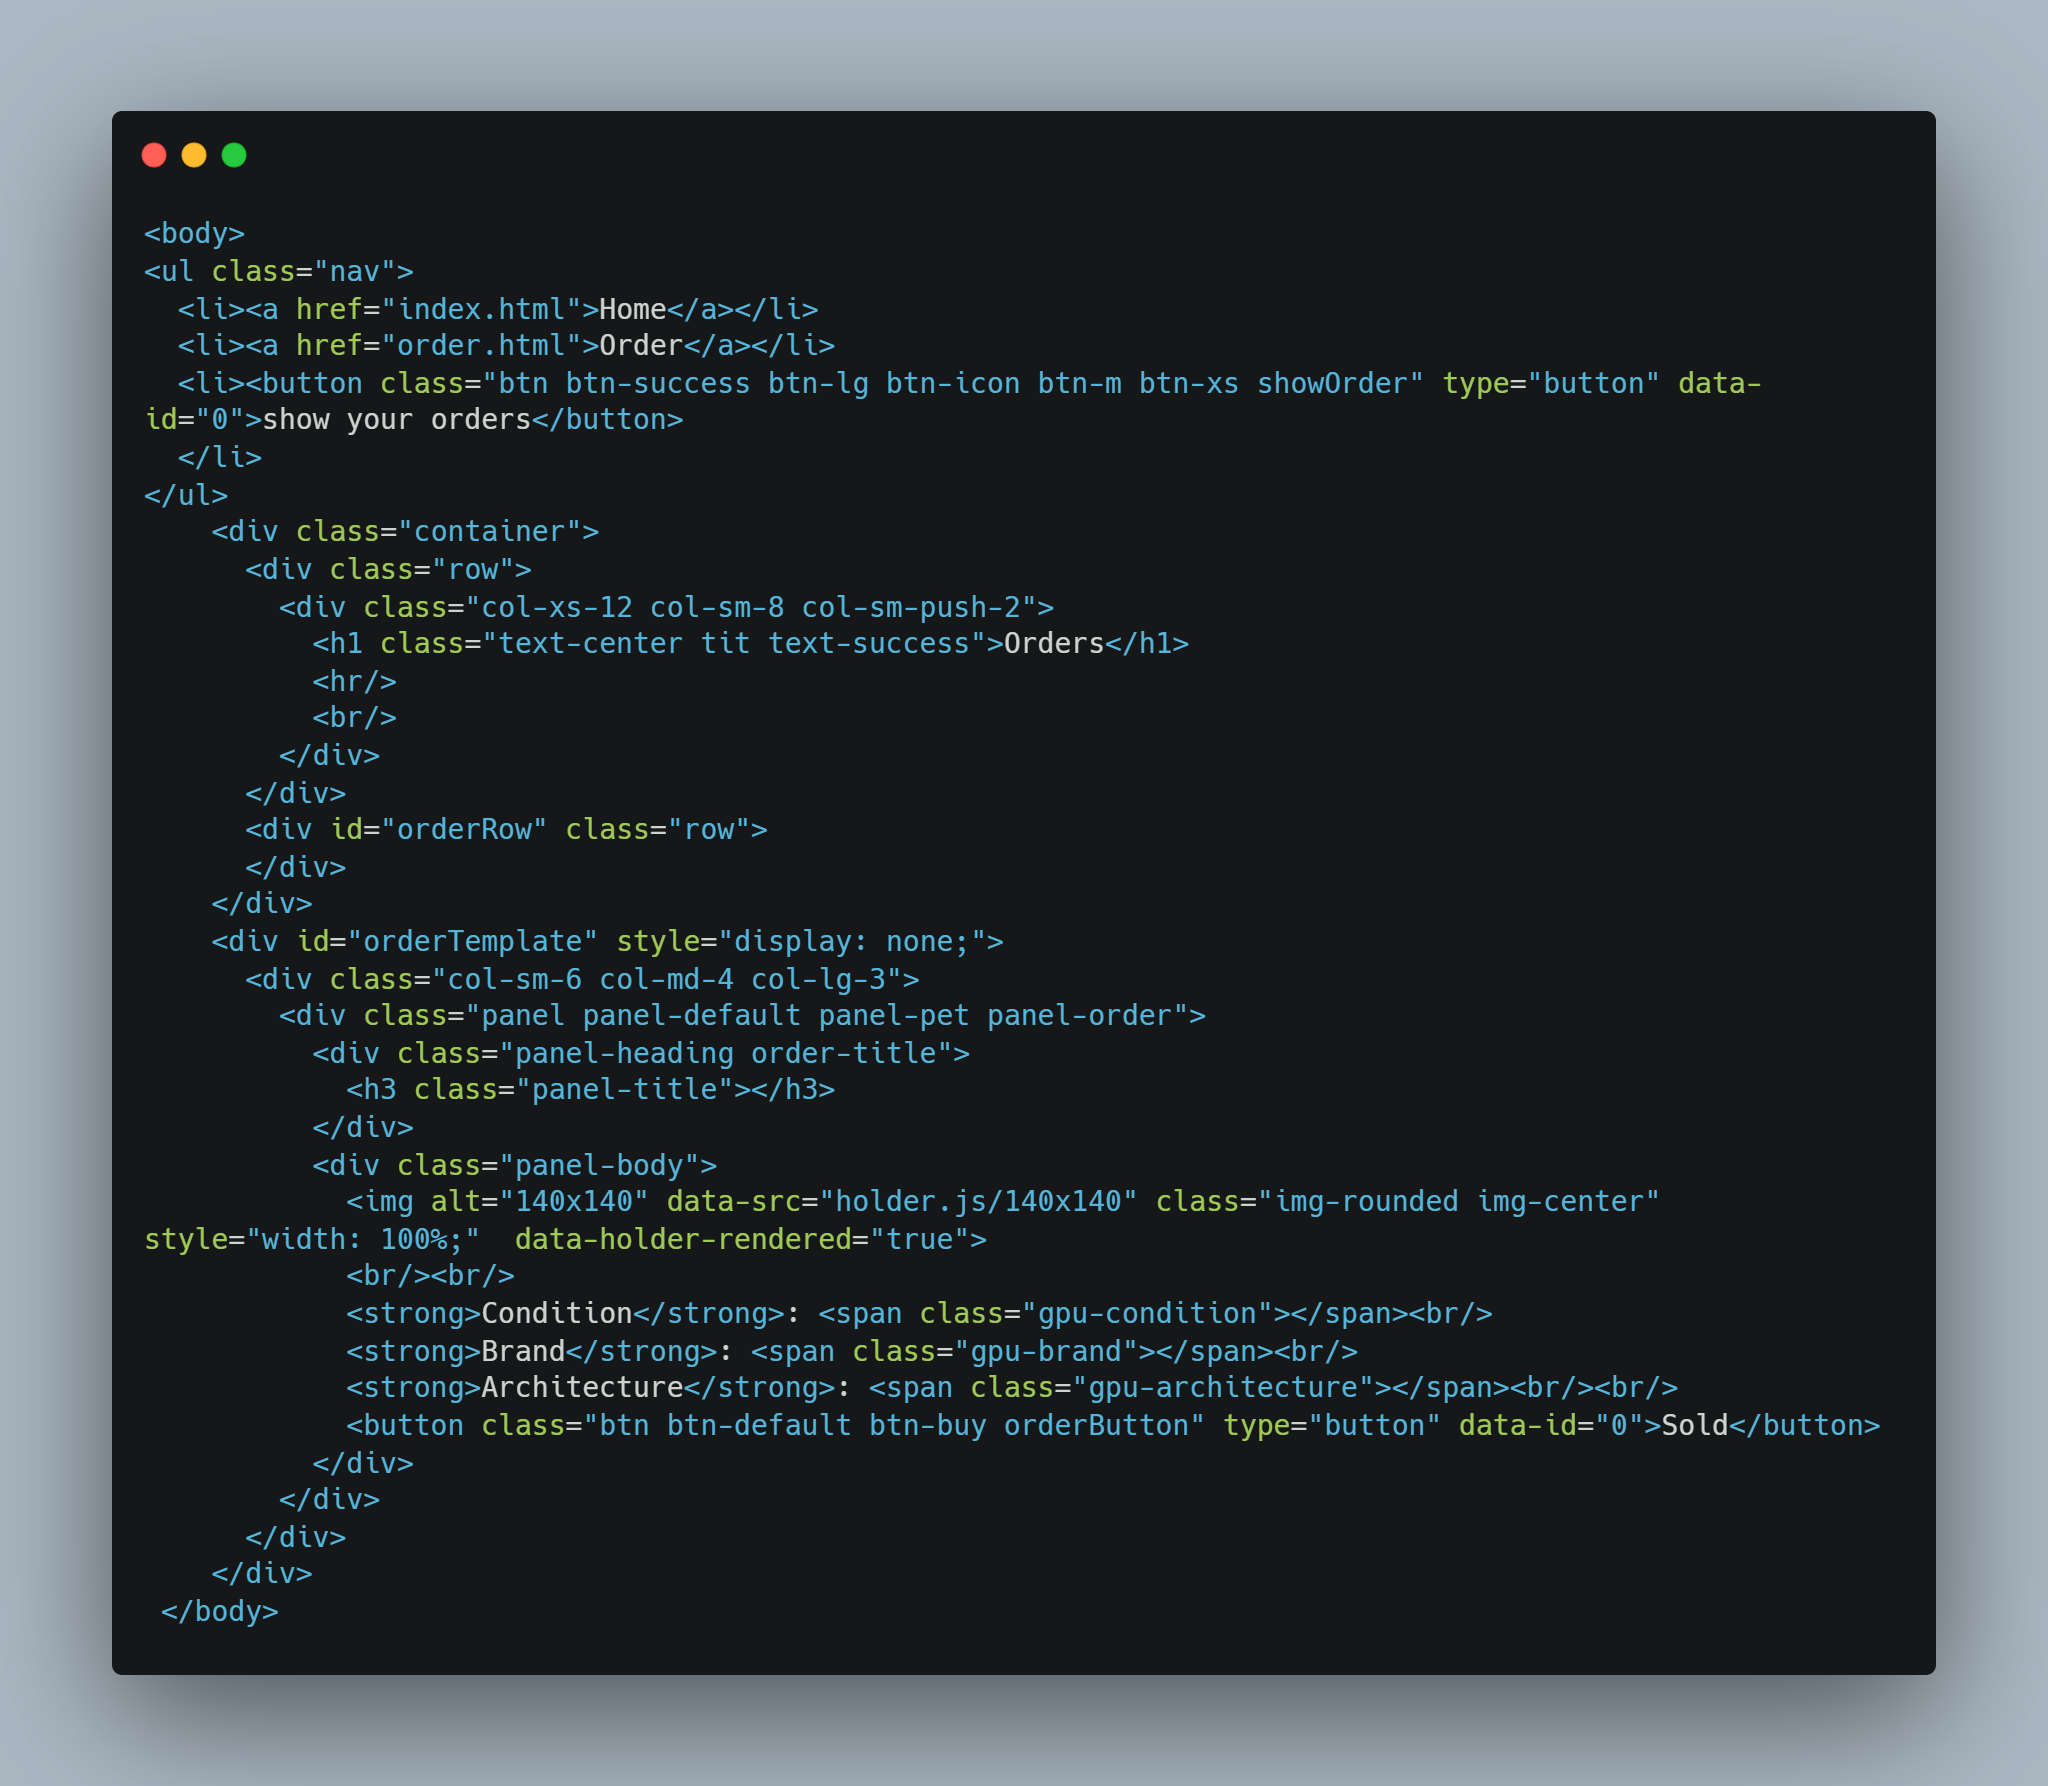 <body>
<ul class="nav">
  <li><a href="index.html">Home</a></li>
  <li><a href="order.html">Order</a></li>
  <li><button class="btn btn-success btn-lg btn-icon btn-m btn-xs showOrder" type="button" data-
id="0">show your orders</button>
  </li>
</ul>
    <div class="container">
      <div class="row">
        <div class="col-xs-12 col-sm-8 col-sm-push-2">
          <h1 class="text-center tit text-success">Orders</h1>
          <hr/>
          <br/>
        </div>
      </div>
      <div id="orderRow" class="row">
      </div>
    </div>
    <div id="orderTemplate" style="display: none;">
      <div class="col-sm-6 col-md-4 col-lg-3">
        <div class="panel panel-default panel-pet panel-order">
          <div class="panel-heading order-title">
            <h3 class="panel-title"></h3>
          </div>
          <div class="panel-body">
            <img alt="140x140" data-src="holder.js/140x140" class="img-rounded img-center"
style="width: 100%;"  data-holder-rendered="true">
            <br/><br/>
            <strong>Condition</strong>: <span class="gpu-condition"></span><br/>
            <strong>Brand</strong>: <span class="gpu-brand"></span><br/>
            <strong>Architecture</strong>: <span class="gpu-architecture"></span><br/><br/>
            <button class="btn btn-default btn-buy orderButton" type="button" data-id="0">Sold</button>
          </div>
        </div>
      </div>
    </div>
 </body>